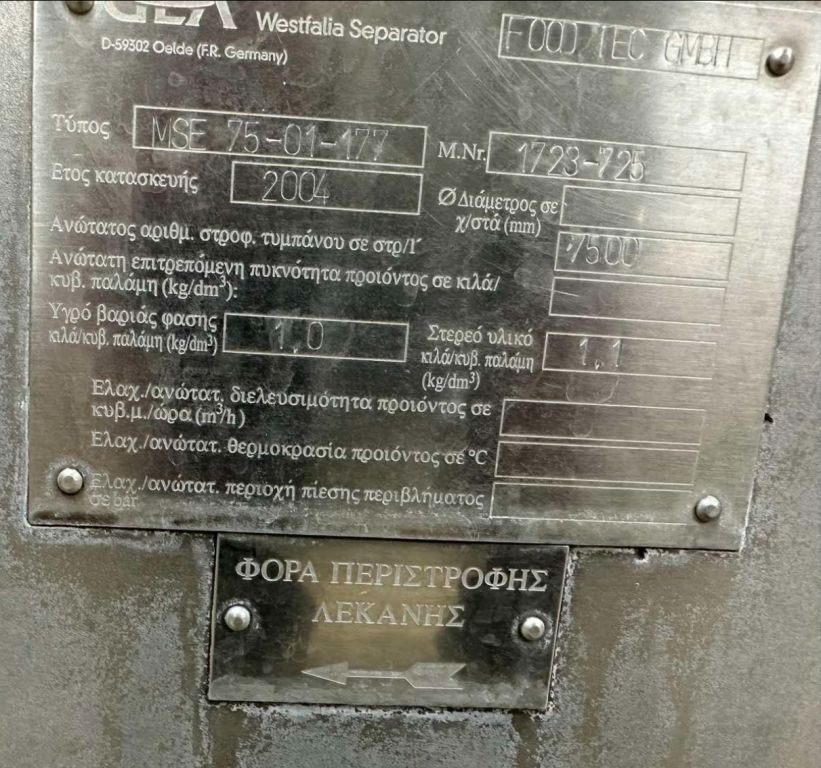 GEA Westfalia Separator FOOD TEC GMBH
D-59302 Oelde (F.R. Germany)
Τύπος MSE 75-01-177 M.Nr. 1723-725
Ετος κατασκευής 2004 Ø Διάμετρος σε
χ/στά (mm)
Ανώτατος αριθμ. στροφ. τυμπάνου σε στρ/Γ 7500
Ανώτατη επιτρεπόμενη πυκνότητα προιόντος σε κιλά/
κυβ. παλάμη (kg/dm³):
Υγρό βαριάς φασης 1,0 Στερεό υλικό 1,1
κιλά/κυβ. παλάμη (kg/dm³) κιλά/κυβ. παλάμη
(kg/dm³)
Ελαχ./ανώτατ. διελευσιμότητα προιόντος σε
κυβ.μ./ώρα (m³/h)
Ελαχ./ανώτατ. θερμοκρασία προιόντος σε °C
Ελαχ./ανώτατ. περιοχή πίεσης περιβλήματος
σε bar
ΦΟΡΑ ΠΕΡΙΣΤΡΟΦΗΣ
ΛΕΚΑΝΗΣ